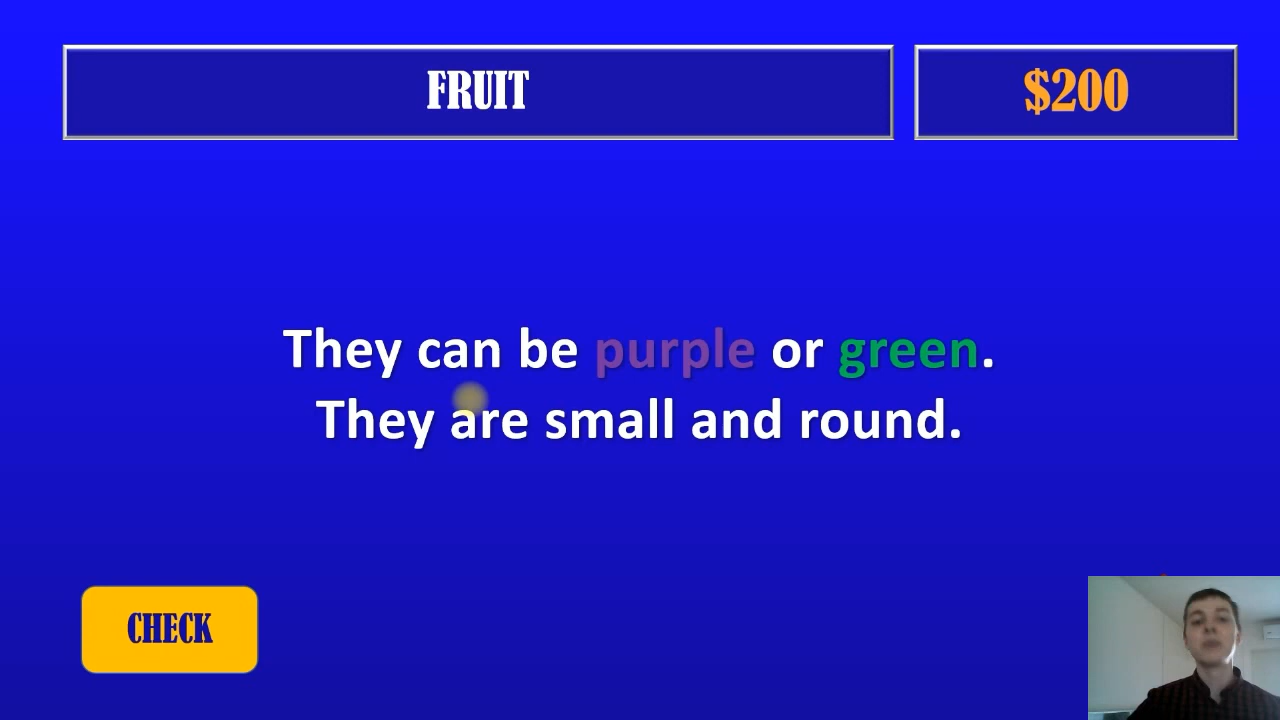 FRUIT
$200
They can be purple or green.
They are small and round.
CHECK